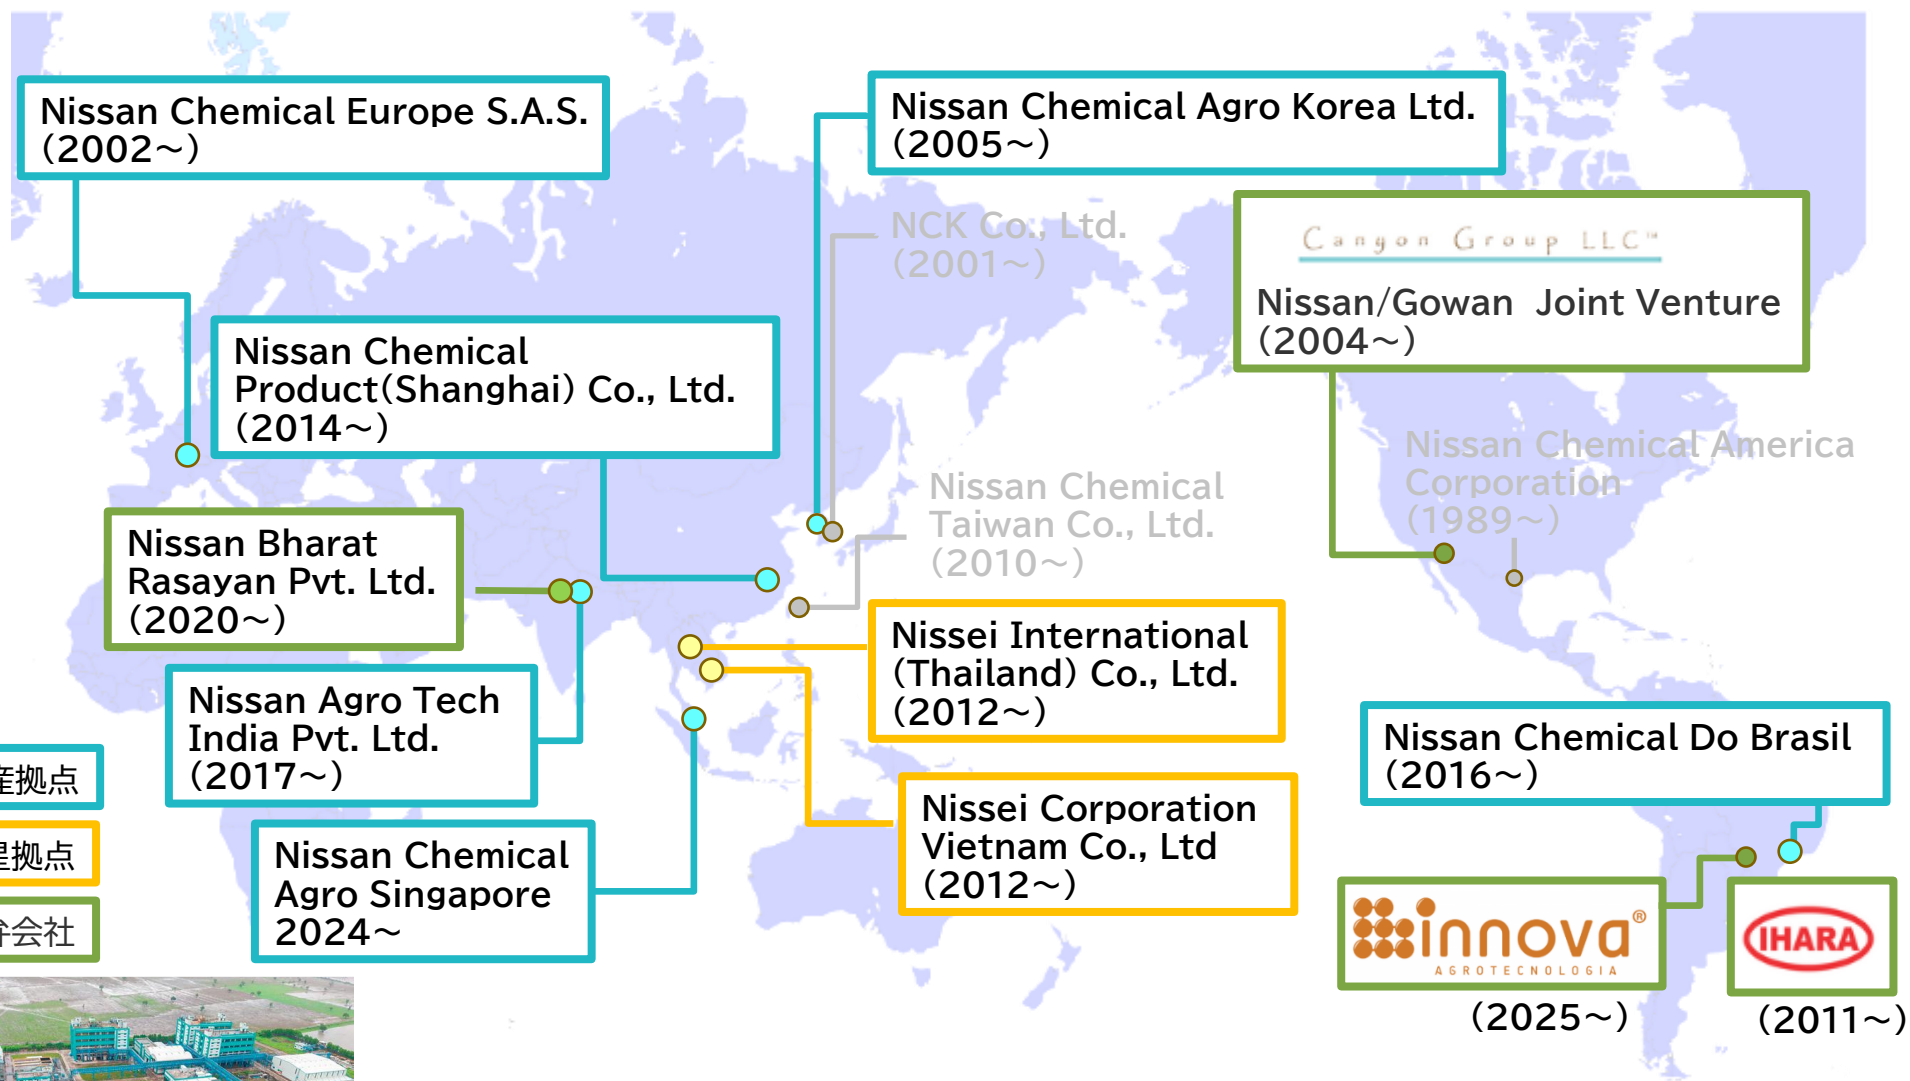 Nissan Chemical Europe S.A.S.
(2002～)
Nissan Chemical Agro Korea Ltd.
(2005～)
NCK Co., Ltd.
(2001～)
Canyon Group LLC™
Nissan/Gowan Joint Venture
(2004～)
Nissan Chemical
Product(Shanghai) Co., Ltd.
(2014～)
Nissan Chemical America
Corporation
(1989～)
Nissan Chemical
Taiwan Co., Ltd.
(2010～)
Nissan Bharat
Rasayan Pvt. Ltd.
(2020～)
Nissei International
(Thailand) Co., Ltd.
(2012～)
Nissan Agro Tech
India Pvt. Ltd.
(2017～)
Nissan Chemical Do Brasil
(2016～)
産拠点
星拠点
弁会社
Nissei Corporation
Vietnam Co., Ltd
(2012～)
Nissan Chemical
Agro Singapore
2024～
innova®
AGROTECNOLOGIA
(2025～)
IHARA
(2011～)